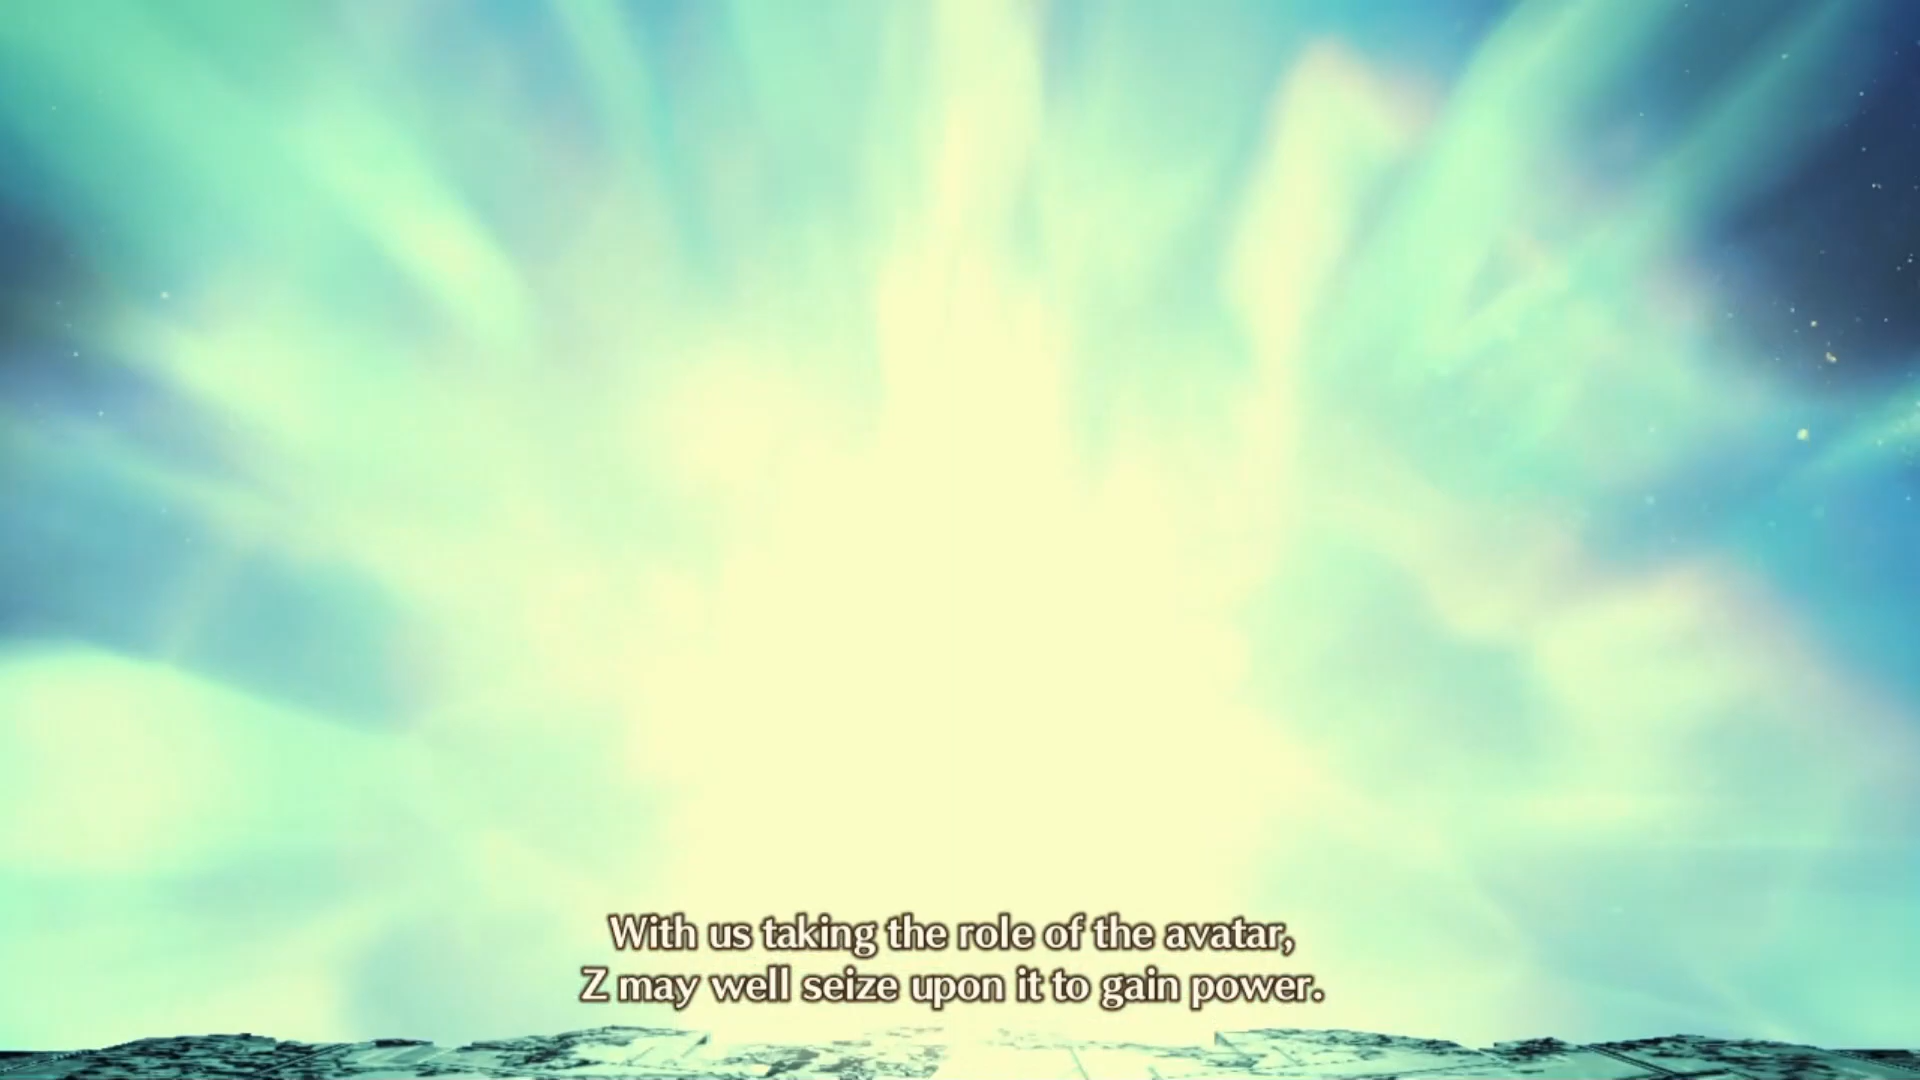 With us taking the role of the avatar,
Z may well seize upon it to gain power.